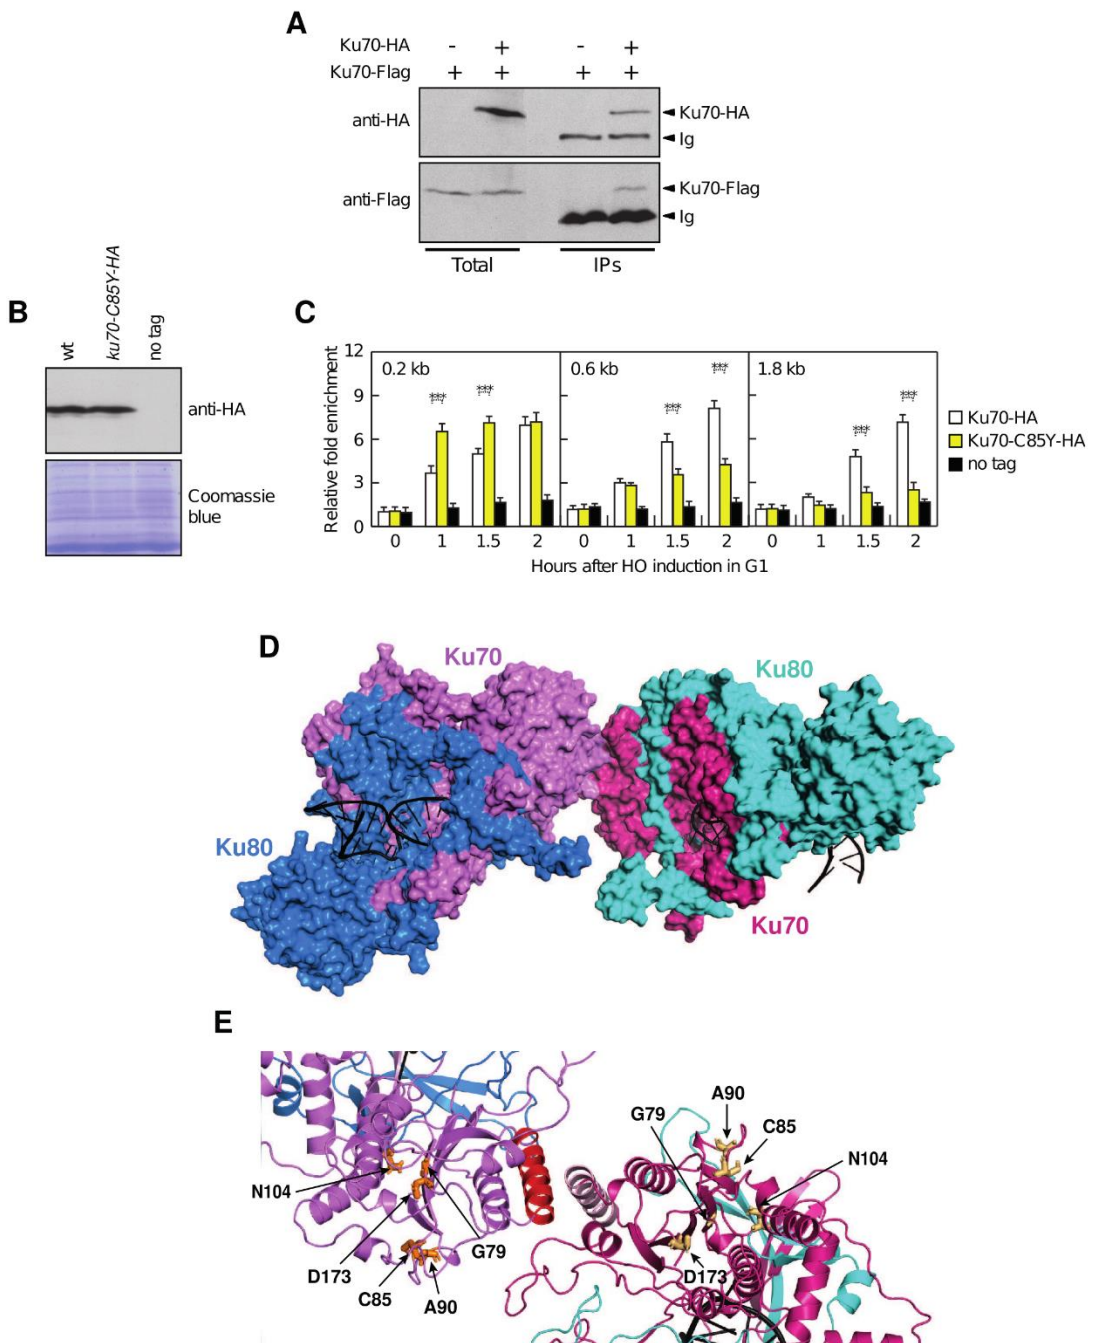 A
Ku70-HA - + - +
Ku70-Flag + + + +
anti-HA
Ku70-HA
Ig
anti-Flag
Ku70-Flag
Ig
Total IPs
B
wt
ku70-C85Y-HA
no tag
anti-HA
Coomassie
blue
C
Relative fold enrichment
12
9
6
3
0
0.2 kb 0.6 kb 1.8 kb
*** *** *** *** *** ***
Ku70-HA
Ku70-C85Y-HA
no tag
0 1 1.5 2 0 1 1.5 2 0 1 1.5 2
Hours after HO induction in G1
D
Ku70
Ku80
Ku80
Ku70
E
N104
D173
C85
A90
G79
G79
A90
C85
N104
D173